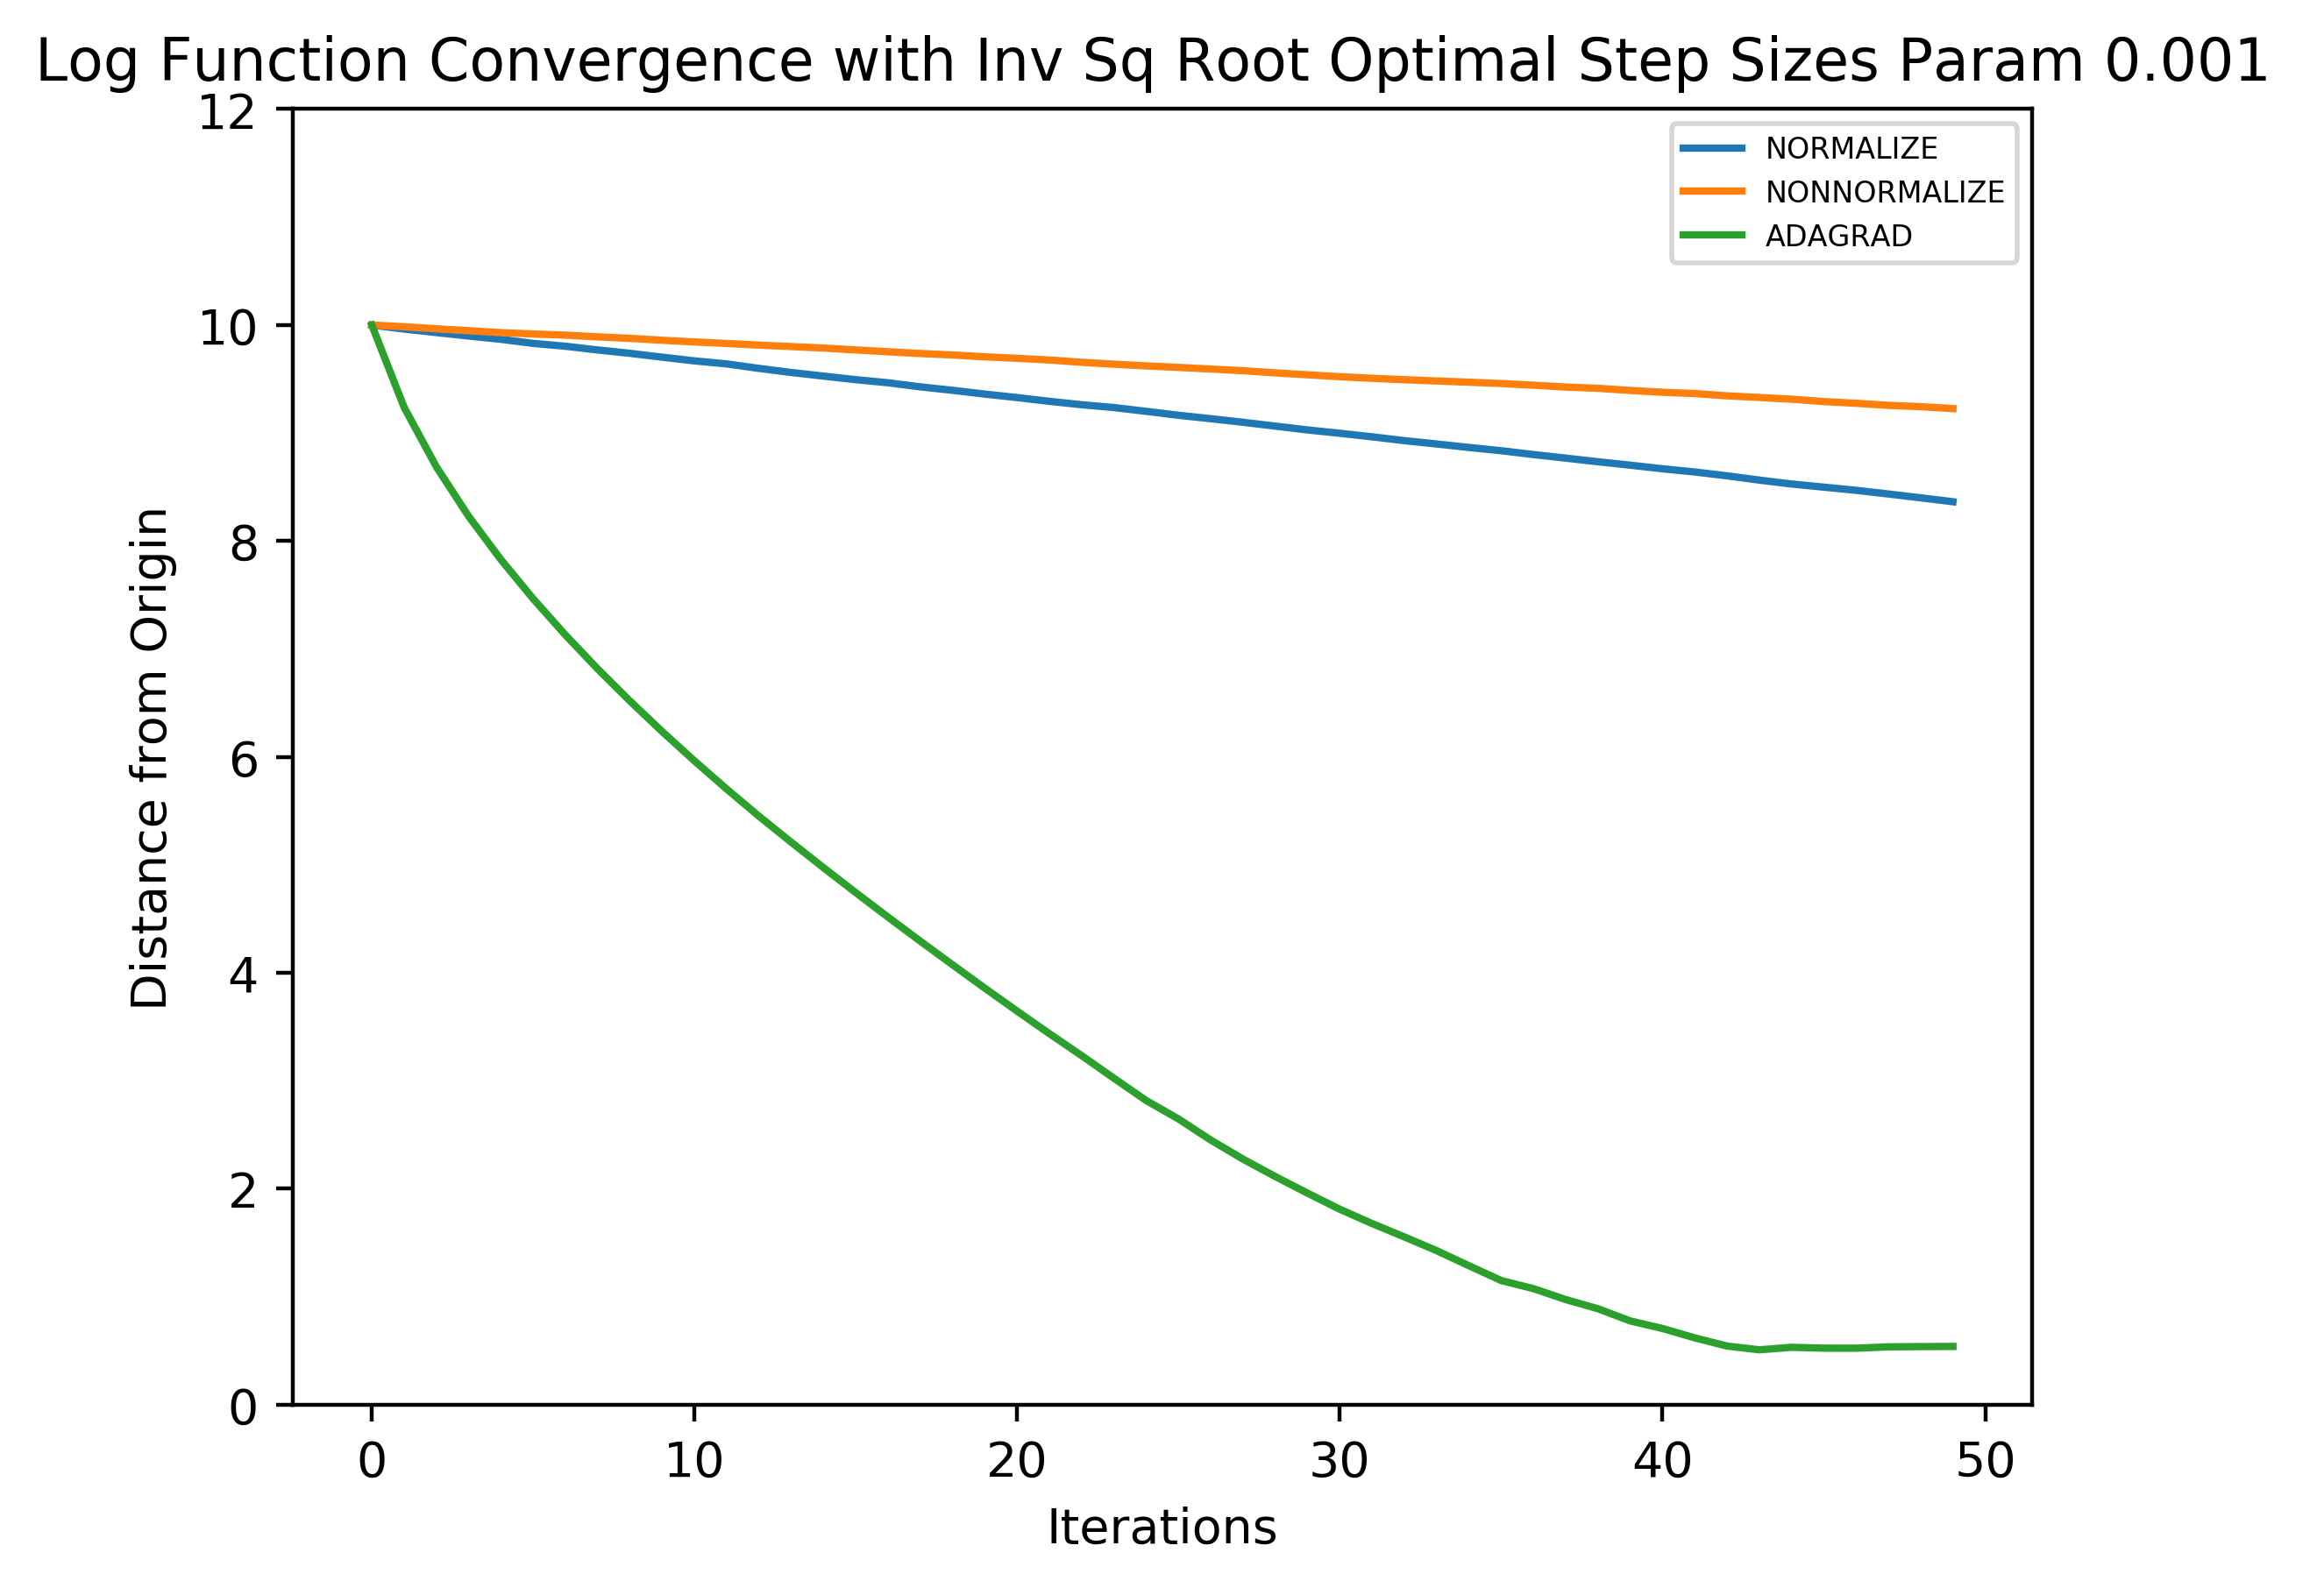 Log Function Convergence with Inv Sq Root Optimal Step Sizes Param 0.001
12
10
8
6
4
2
0
Distance from Origin
NORMALIZE
NONNORMALIZE
ADAGRAD
0 10 20 30 40 50
Iterations